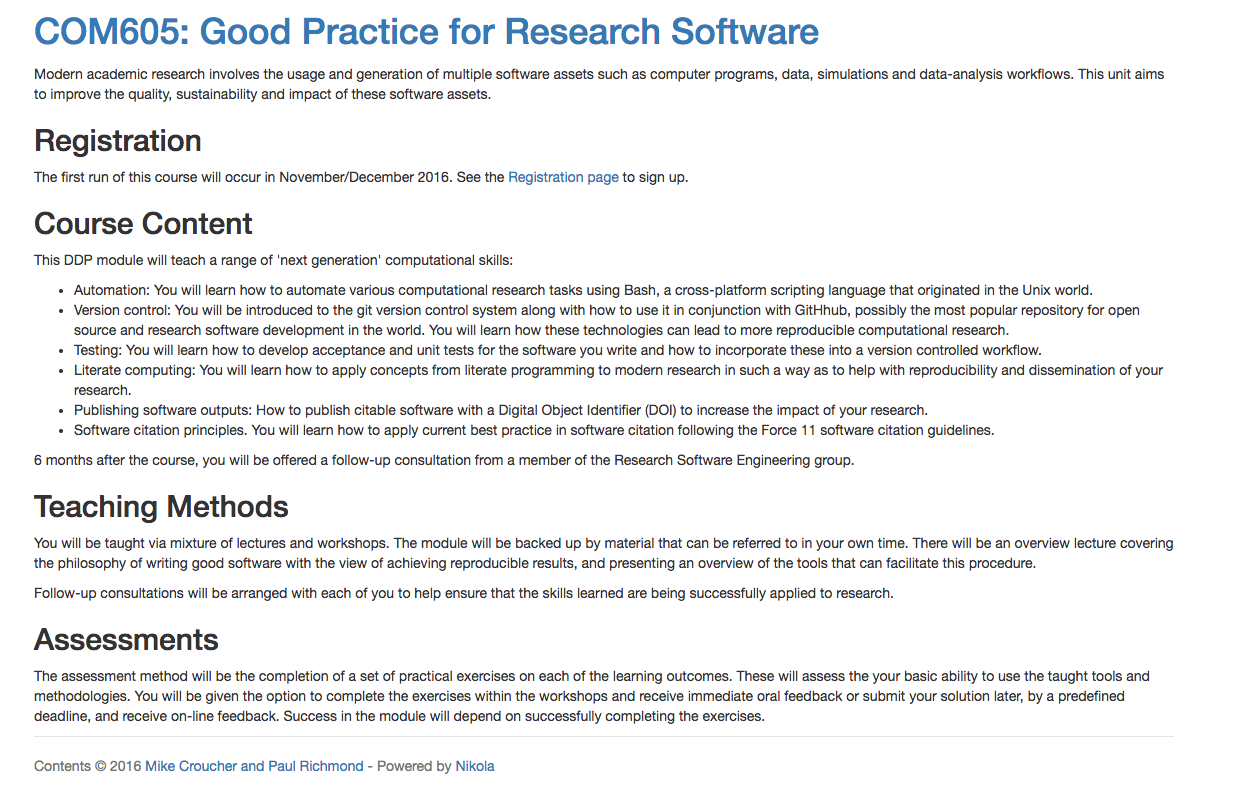 COM605: Good Practice for Research Software
Modern academic research involves the usage and generation of multiple software assets such as computer programs, data, simulations and data-analysis workflows. This unit aims
to improve the quality, sustainability and impact of these software assets.
Registration
The first run of this course will occur in November/December 2016. See the Registration page to sign up.
Course Content
This DDP module will teach a range of 'next generation' computational skills:
• Automation: You will learn how to automate various computational research tasks using Bash, a cross-platform scripting language that originated in the Unix world.
• Version control: You will be introduced to the git version control system along with how to use it in conjunction with GitHhub, possibly the most popular repository for open
source and research software development in the world. You will learn how these technologies can lead to more reproducible computational research.
• Testing: You will learn how to develop acceptance and unit tests for the software you write and how to incorporate these into a version controlled workflow.
• Literate computing: You will learn how to apply concepts from literate programming to modern research in such a way as to help with reproducibility and dissemination of your
research.
• Publishing software outputs: How to publish citable software with a Digital Object Identifier (DOI) to increase the impact of your research.
• Software citation principles. You will learn how to apply current best practice in software citation following the Force 11 software citation guidelines.
6 months after the course, you will be offered a follow-up consultation from a member of the Research Software Engineering group.
Teaching Methods
You will be taught via mixture of lectures and workshops. The module will be backed up by material that can be referred to in your own time. There will be an overview lecture covering
the philosophy of writing good software with the view of achieving reproducible results, and presenting an overview of the tools that can facilitate this procedure.
Follow-up consultations will be arranged with each of you to help ensure that the skills learned are being successfully applied to research.
Assessments
The assessment method will be the completion of a set of practical exercises on each of the learning outcomes. These will assess the your basic ability to use the taught tools and
methodologies. You will be given the option to complete the exercises within the workshops and receive immediate oral feedback or submit your solution later, by a predefined
deadline, and receive on-line feedback. Success in the module will depend on successfully completing the exercises.
Contents © 2016 Mike Croucher and Paul Richmond - Powered by Nikola